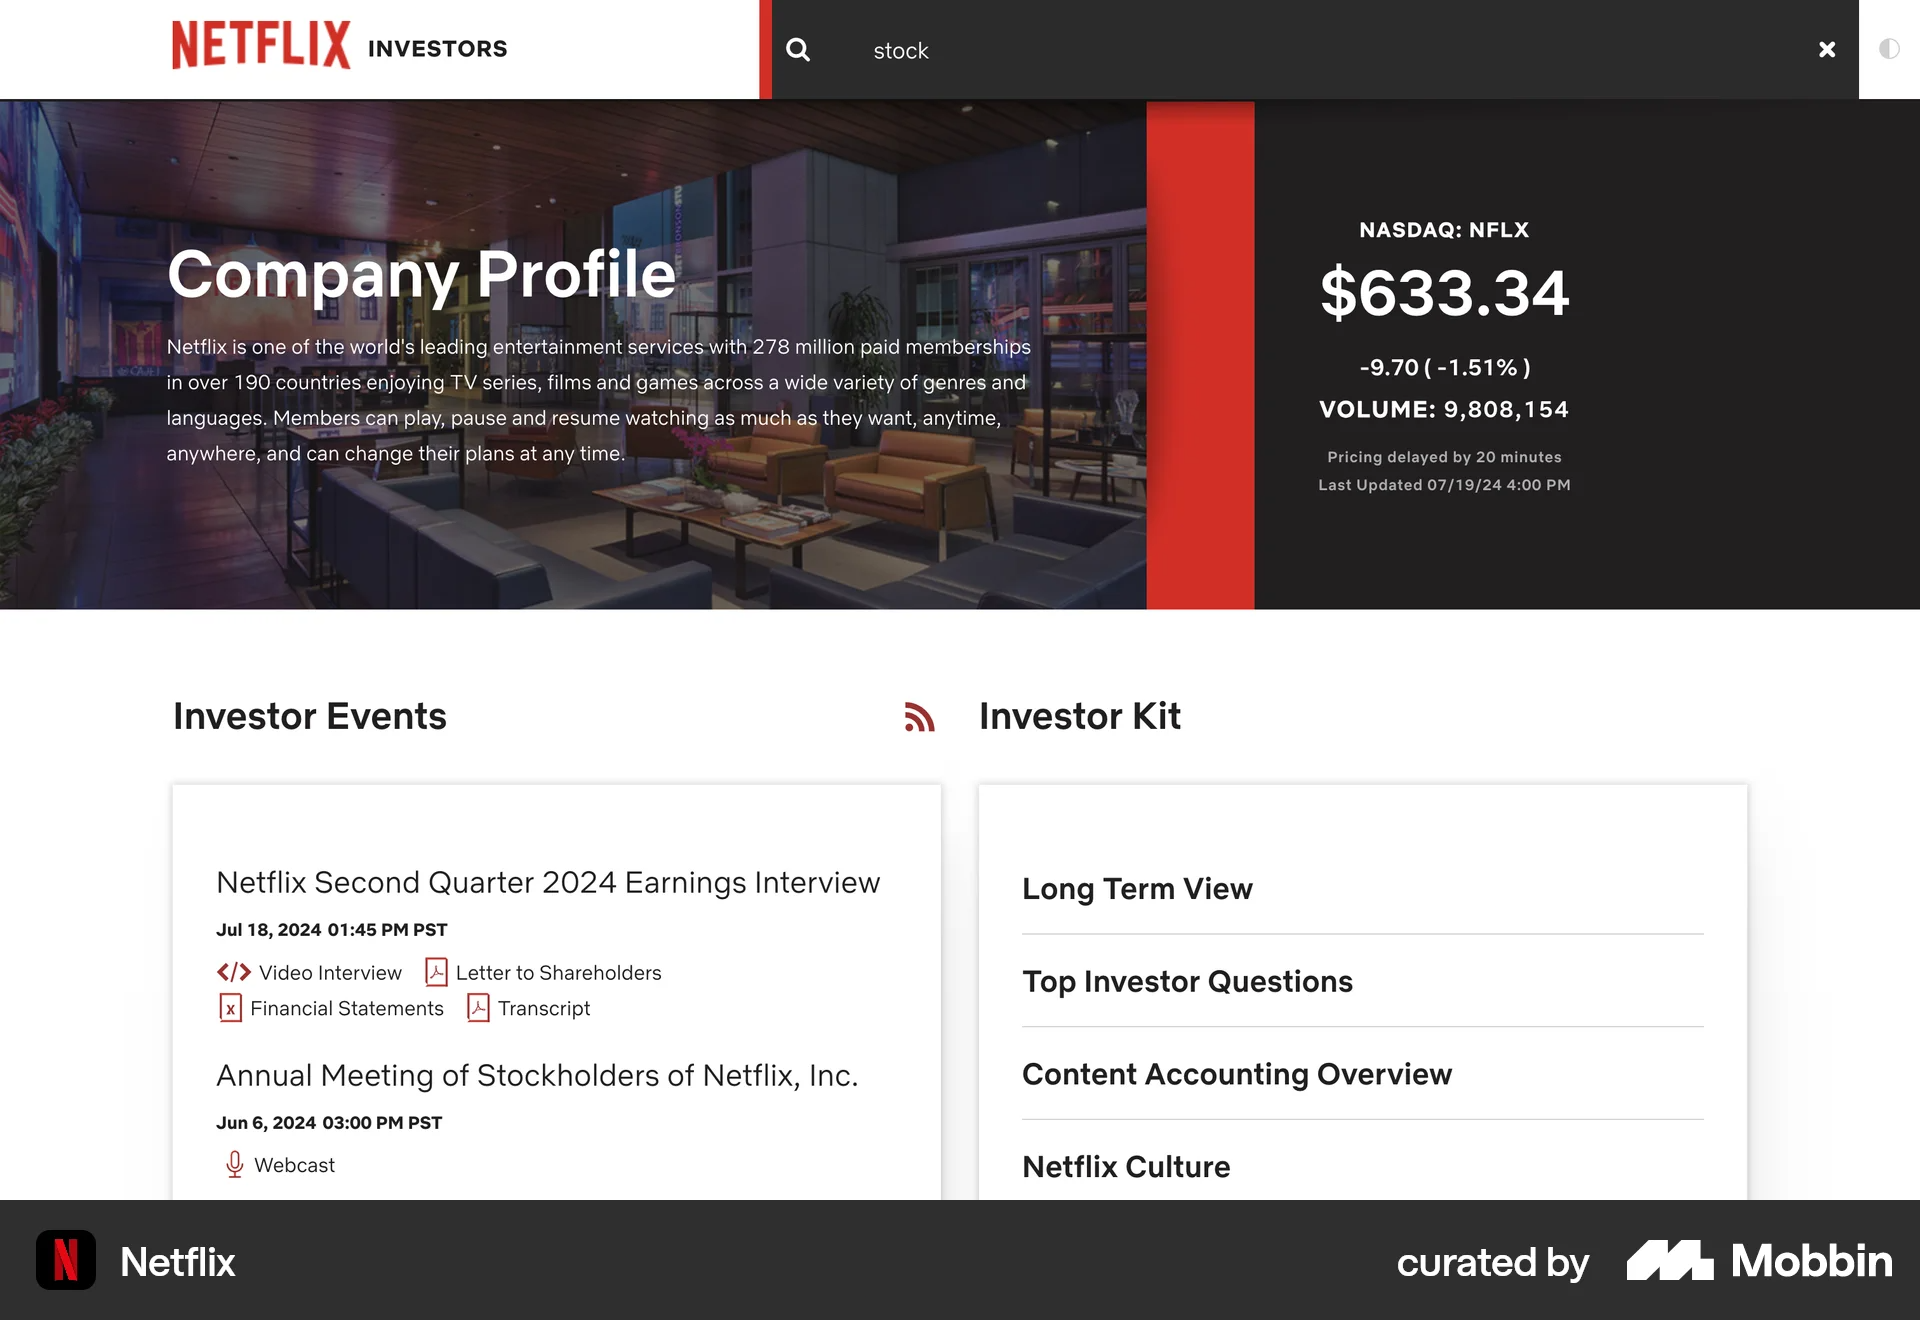 NETFLIX INVESTORS
stock
Company Profile
Netflix is one of the world's leading entertainment services with 278 million paid memberships
in over 190 countries enjoying TV series, films and games across a wide variety of genres and
languages. Members can play, pause and resume watching as much as they want, anytime,
anywhere, and can change their plans at any time.
NASDAQ: NFLX
$633.34
-9.70 ( -1.51% )
VOLUME: 9,808,154
Pricing delayed by 20 minutes
Last Updated 07/19/24 4:00 PM
Investor Events
Netflix Second Quarter 2024 Earnings Interview
Jul 18, 2024 01:45 PM PST
Video Interview Letter to Shareholders
Financial Statements Transcript
Annual Meeting of Stockholders of Netflix, Inc.
Jun 6, 2024 03:00 PM PST
Webcast
Investor Kit
Long Term View
Top Investor Questions
Content Accounting Overview
Netflix Culture
Netflix
curated by Mobbin